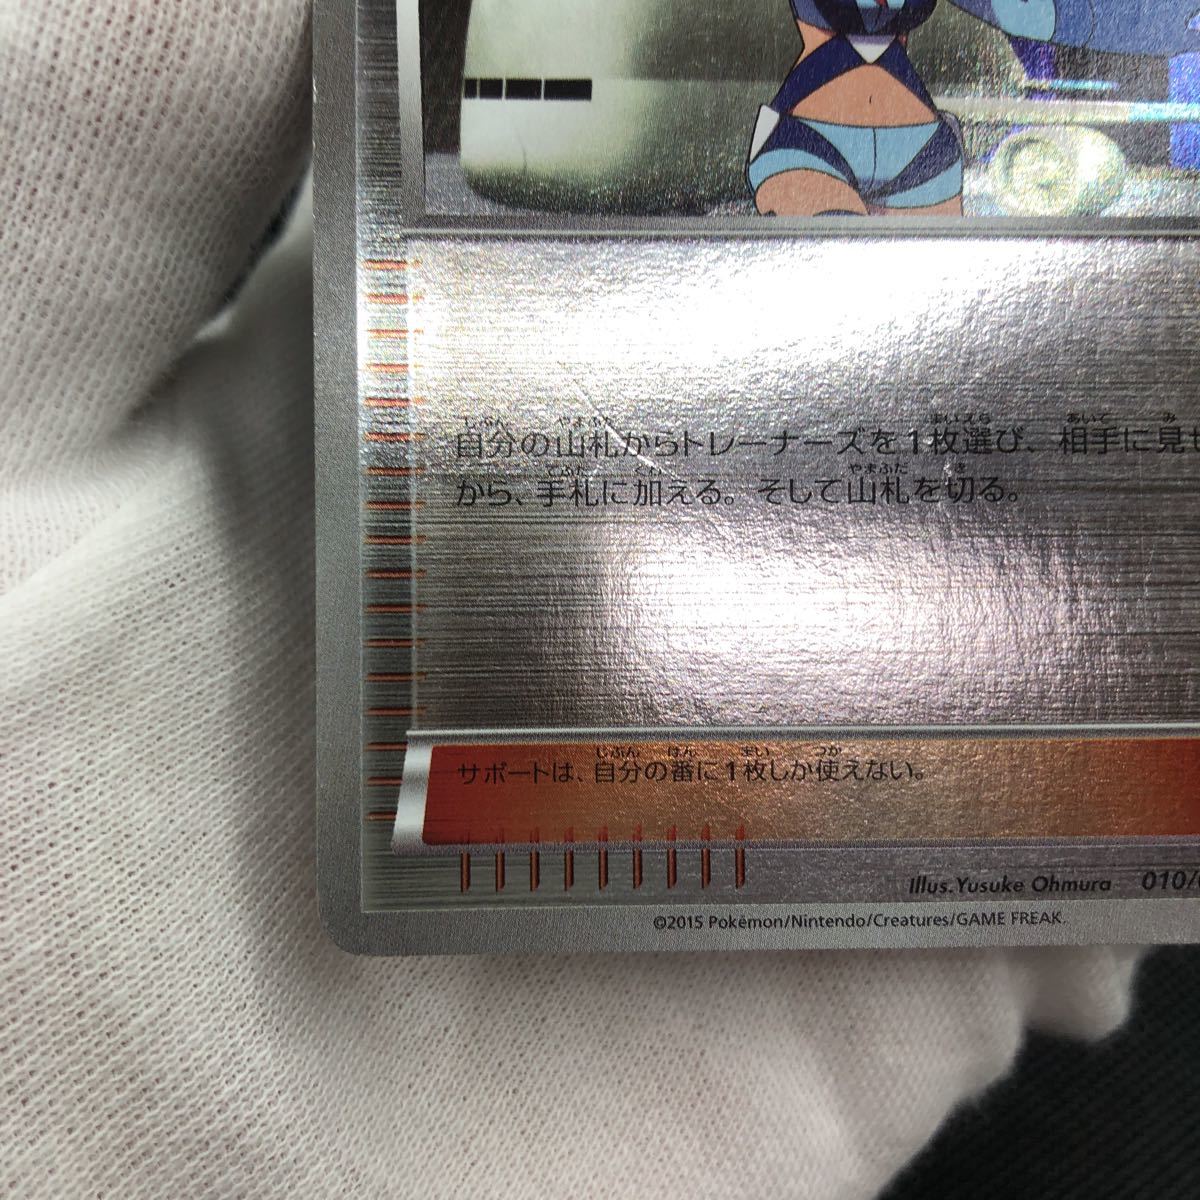 自分の山札からトレーナーズを1枚選び、相手に見
から、手札に加える。そして山札を切る。
サポートは、自分の番に1枚しか使えない。
Illus.Yusuke Ohmura 010/
©2015 Pokémon/Nintendo/Creatures/GAME FREAK.